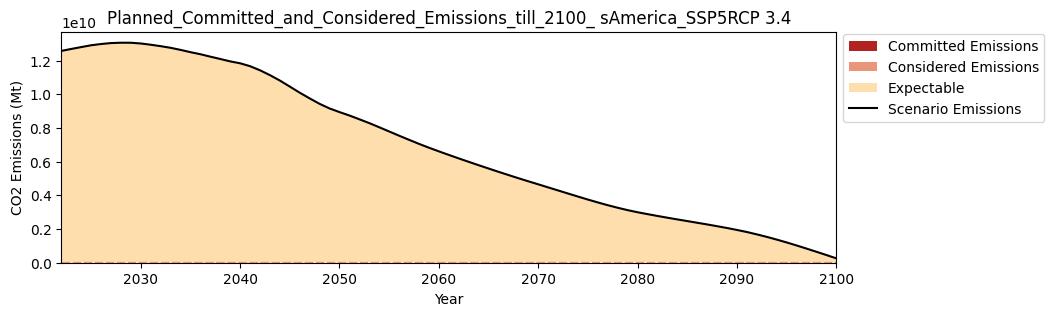 Planned_Committed_and_Considered_Emissions_till_2100_ sAmerica_SSP5RCP 3.4
1e10
CO2 Emissions (Mt)
1.2
1.0
0.8
0.6
0.4
0.2
0.0
2030 2040 2050 2060 2070 2080 2090 2100
Year
Committed Emissions
Considered Emissions
Expectable
Scenario Emissions